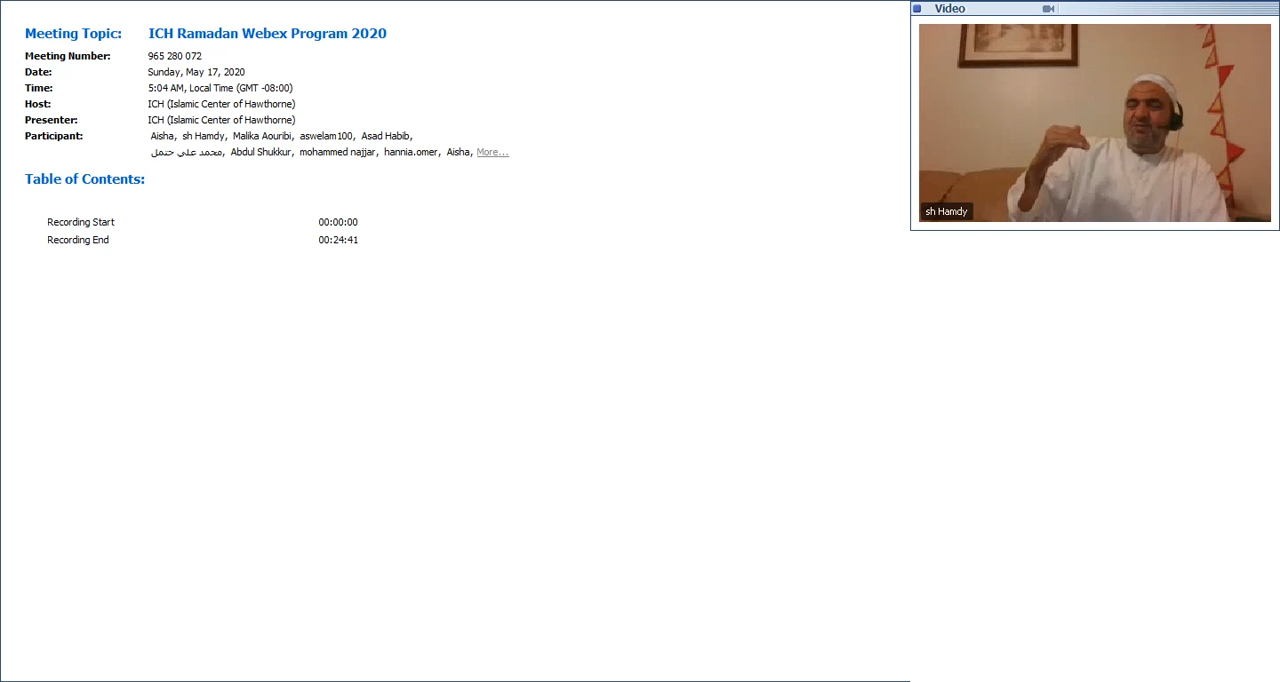 Meeting Topic: ICH Ramadan Webex Program 2020
Meeting Number: 965 280 072
Date: Sunday, May 17, 2020
Time: 5:04 AM, Local Time (GMT -08:00)
Host: ICH (Islamic Center of Hawthorne)
Presenter: ICH (Islamic Center of Hawthorne)
Participant: Aisha, sh Hamdy, Malika Aouribi, aswelam100, Asad Habib,
محمد علي حتمل, Abdul Shukkur, mohammed najjar, hannia.omer, Aisha, More...
Table of Contents:
Recording Start 00:00:00
Recording End 00:24:41
Video
sh Hamdy